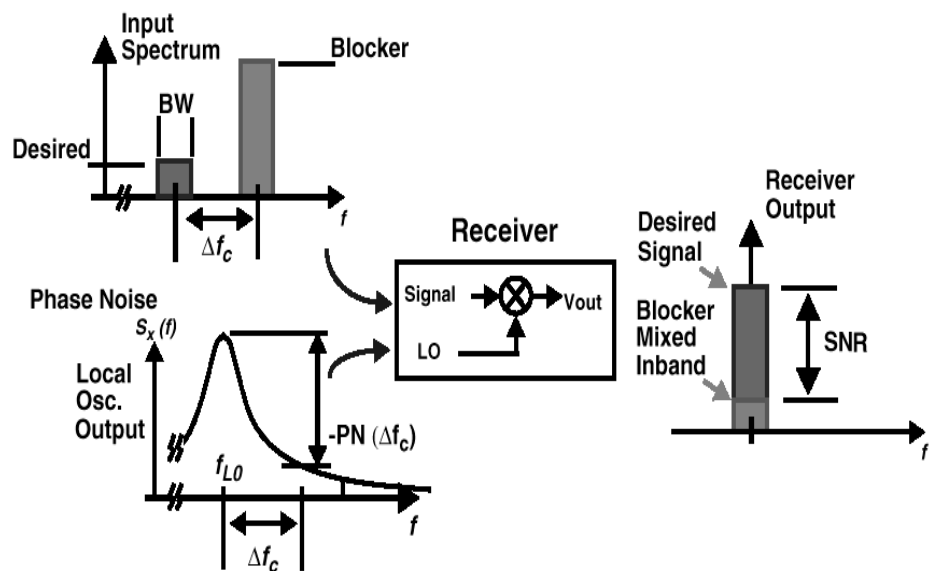 Input
Spectrum
Blocker
BW
Desired
f
Δfc
Receiver
Signal
Vout
LO
Phase Noise
Sx (f)
Local
Osc.
Output
-PN (Δfc)
fL0
f
Δfc
Receiver
Output
Desired
Signal
Blocker
Mixed
Inband
SNR
f